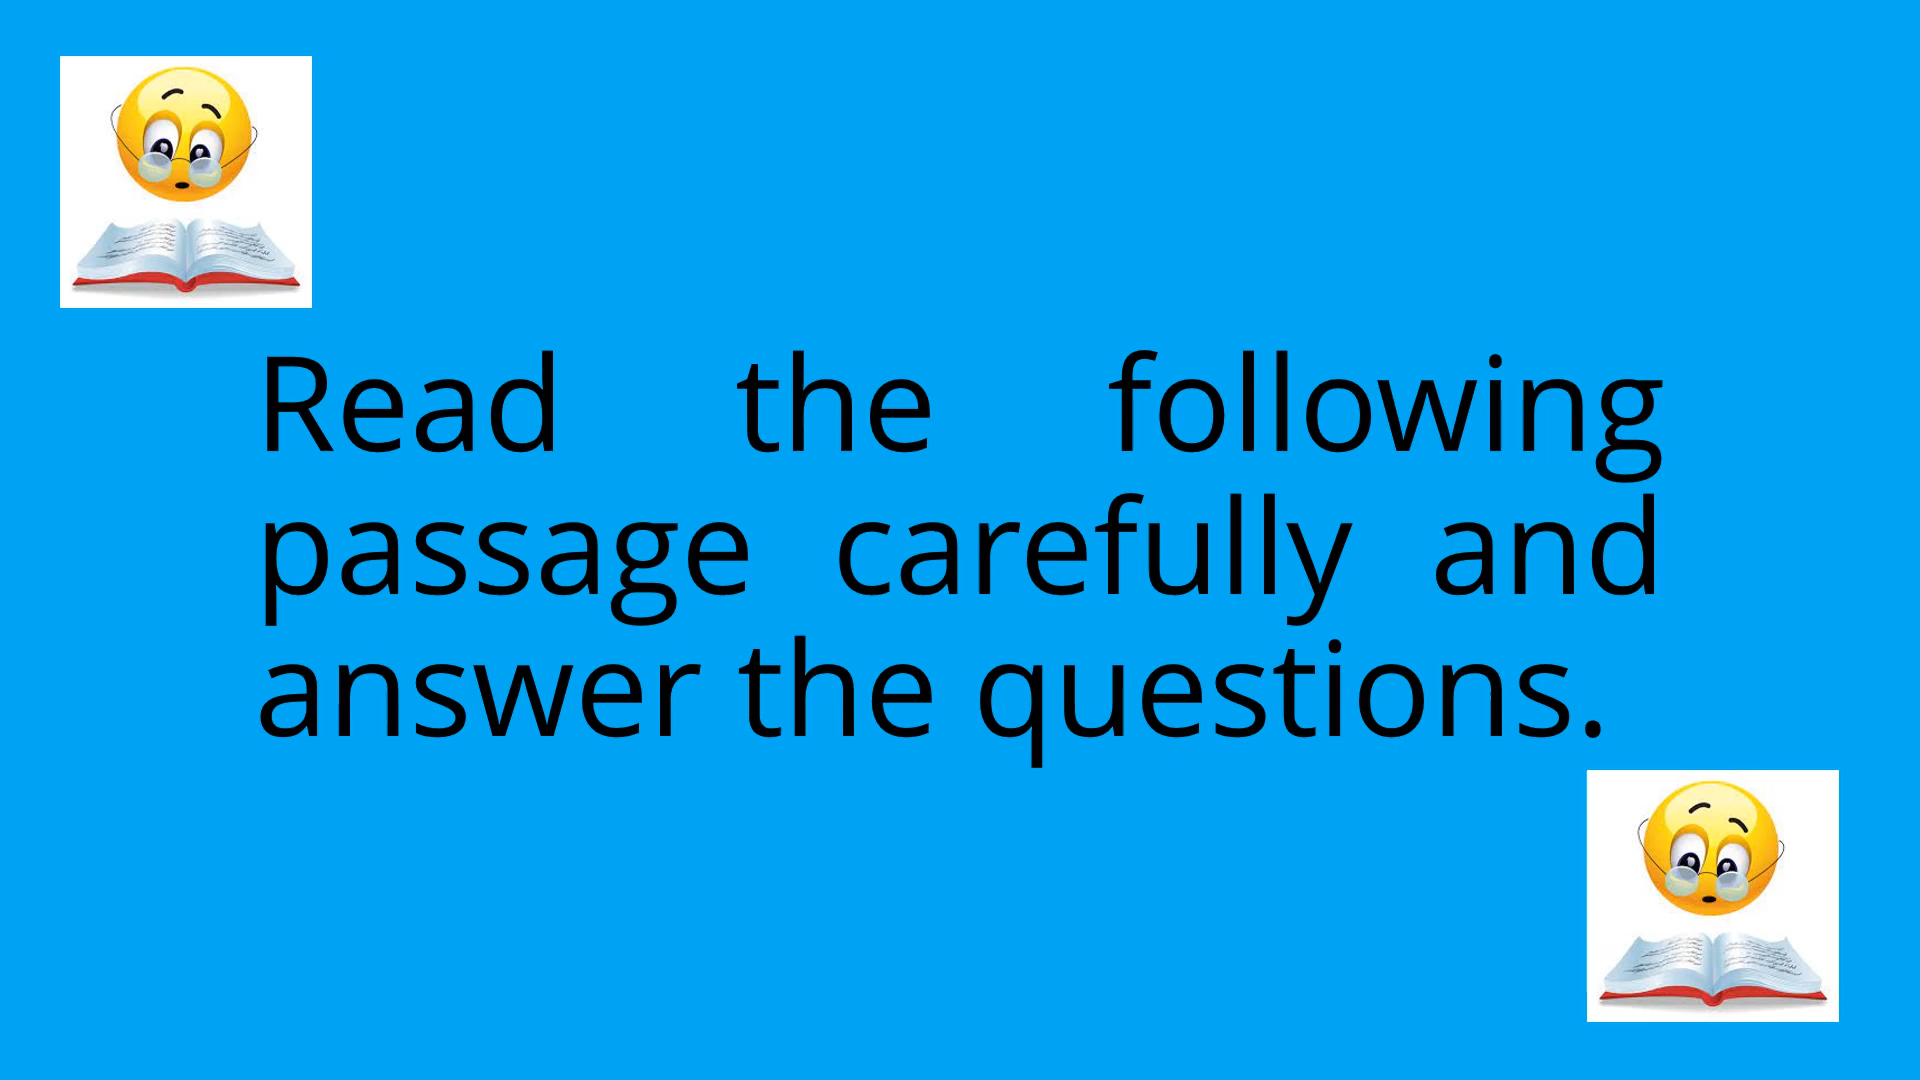 Read the following
passage carefully and
answer the questions.